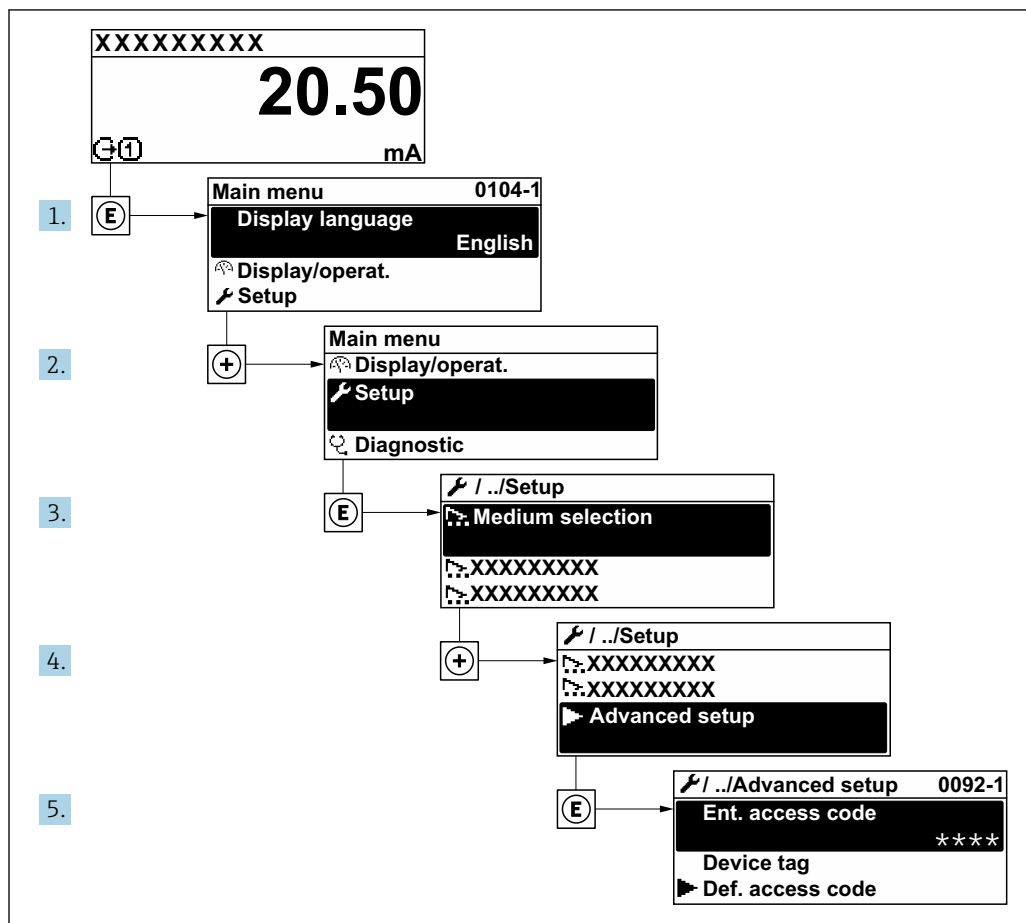 XXXXXXXXX
20.50
1
mA
1.
E
Main menu 0104-1
Display language
English
Display/operat.
Setup
2.
+
Main menu
Display/operat.
Setup
Diagnostic
3.
E
/ ../Setup
Medium selection
XXXXXXXXX
XXXXXXXXX
4.
+
/ ../Setup
XXXXXXXXX
XXXXXXXXX
Advanced setup
5.
E
/ ../Advanced setup 0092-1
Ent. access code
****
Device tag
Def. access code